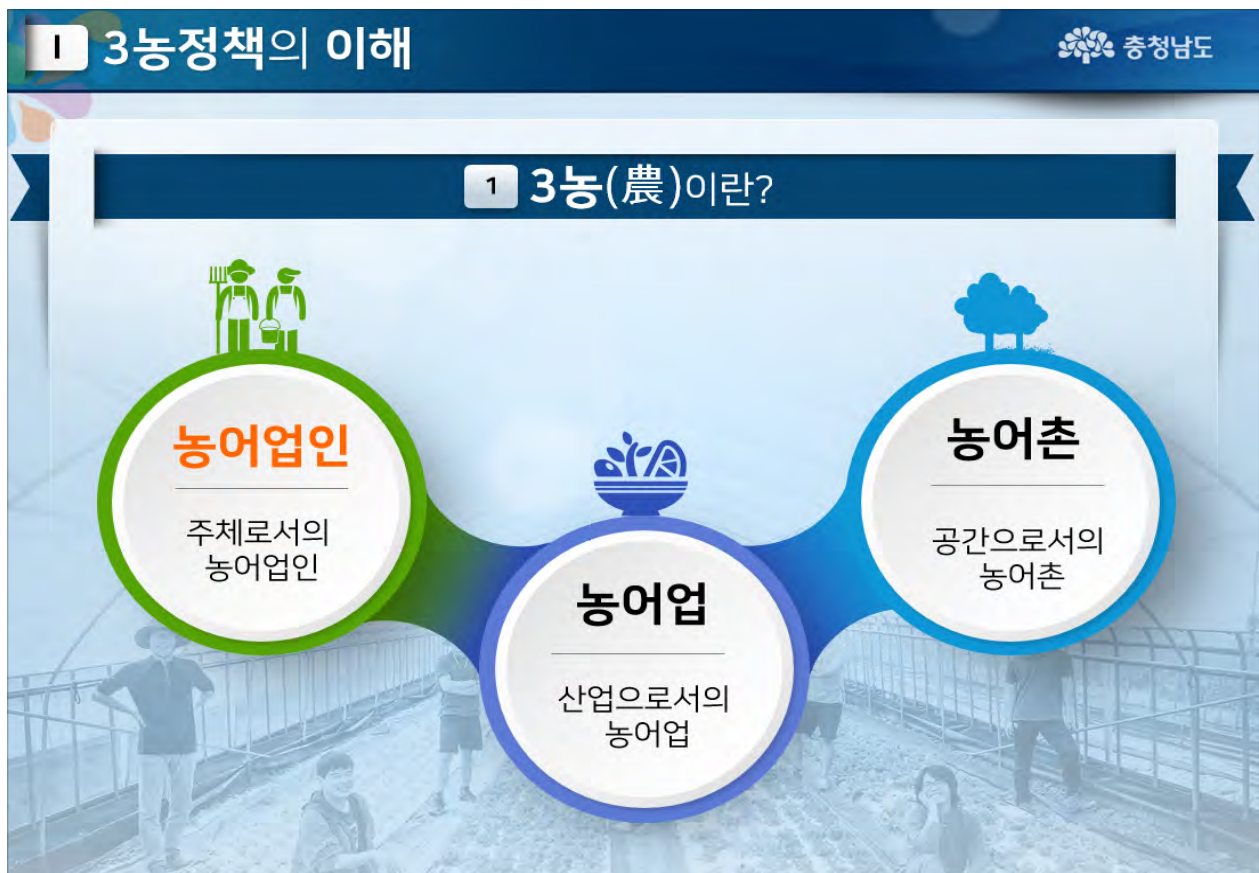 I 3농정책의 이해
충청남도
1 3농(農)이란?
농어업인
주체로서의
농어업인
농어업
산업으로서의
농어업
농어촌
공간으로서의
농어촌